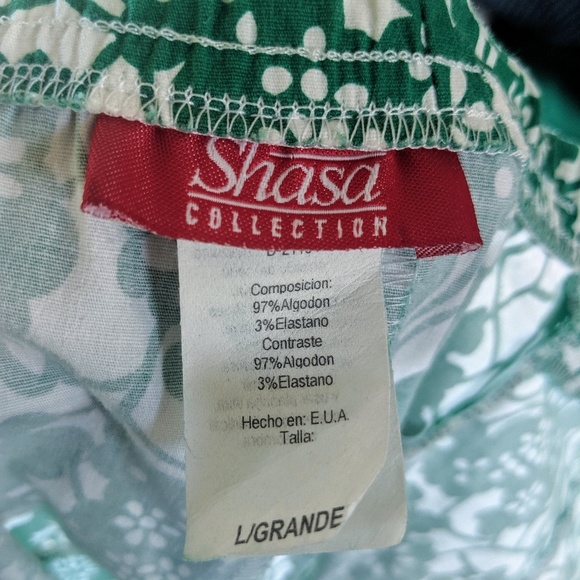 Shasa
COLLECTION
Composicion:
97%Algodon
3%Elastano
Contraste
97%Algodon
3%Elastano
Hecho en: E.U.A.
Talla:
L/GRANDE